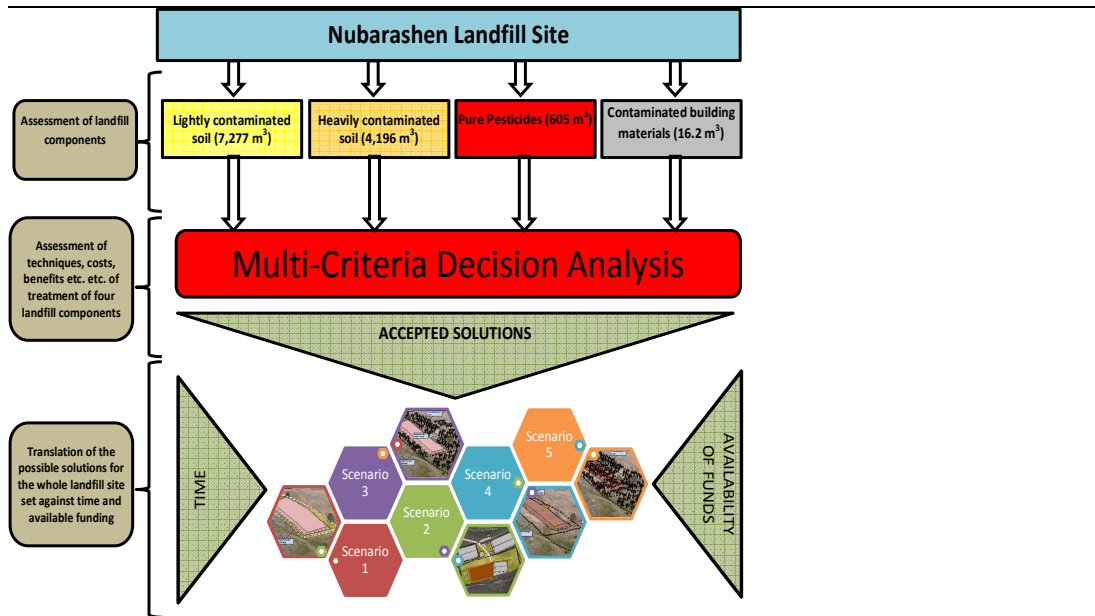 Nubarashen Landfill Site
Assessment of landfill
components
Lightly contaminated
soil (7,277 m³)
Heavily contaminated
soil (4,196 m³)
Pure Pesticides (605 m³)
Contaminated building
materials (16.2 m³)
Assessment of
techniques, costs,
benefits etc. etc. of
treatment of four
landfill components
Multi-Criteria Decision Analysis
ACCEPTED SOLUTIONS
Translation of the
possible solutions for
the whole landfill site
set against time and
available funding
TIME
Scenario
1
Scenario
3
Scenario
2
Scenario
4
Scenario
5
AVAILABILITY
OF FUNDS